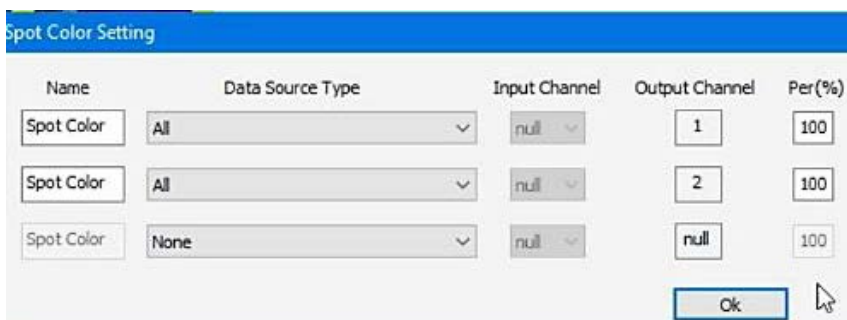 Spot Color Setting
Name Data Source Type Input Channel Output Channel Per(%)
Spot Color All null 1 100
Spot Color All null 2 100
Spot Color None null null 100
Ok